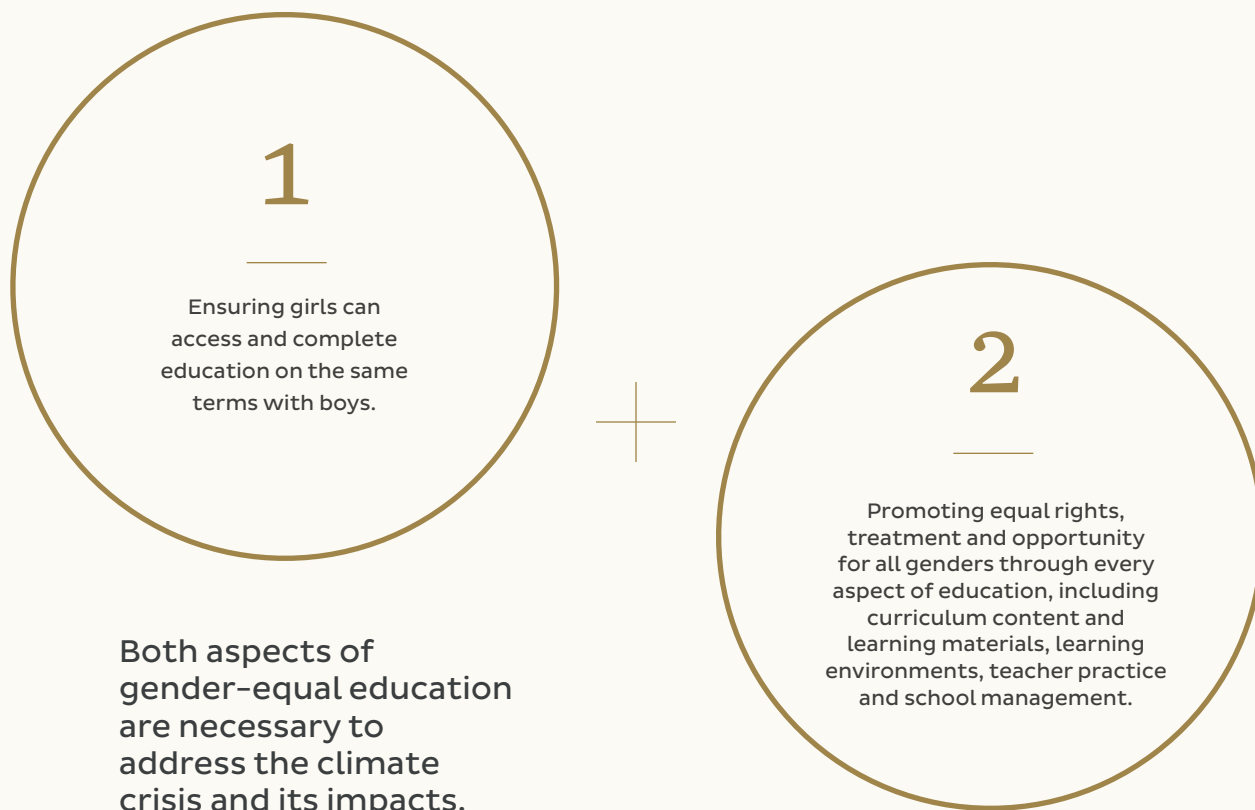 1
Ensuring girls can
access and complete
education on the same
terms with boys.
2
Promoting equal rights,
treatment and opportunity
for all genders through every
aspect of education, including
curriculum content and
learning materials, learning
environments, teacher practice
and school management.
Both aspects of
gender-equal education
are necessary to
address the climate
crisis and its impacts.